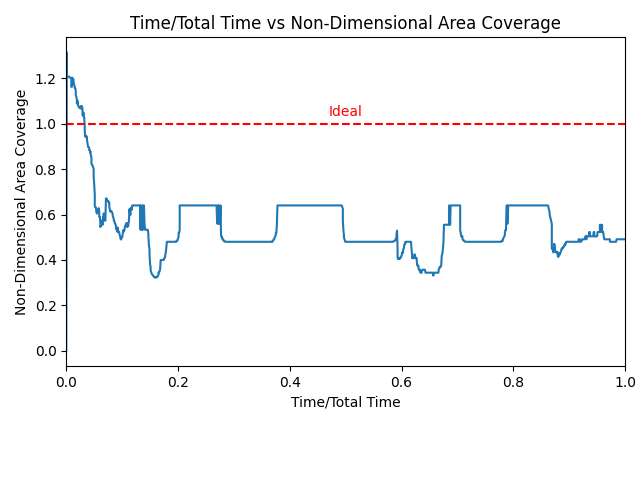 Time/Total Time vs Non-Dimensional Area Coverage
Non-Dimensional Area Coverage
1.2
1.0
0.8
0.6
0.4
0.2
0.0
Ideal
0.0 0.2 0.4 0.6 0.8 1.0
Time/Total Time